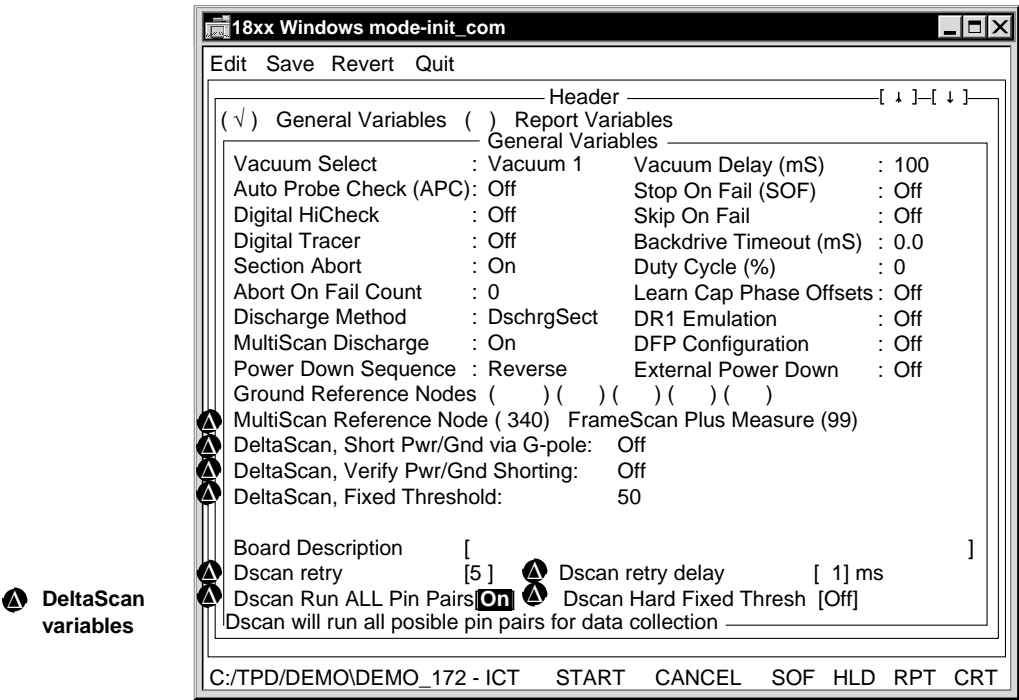 18xx Windows mode-init_com
Edit Save Revert Quit
Header [ ↓ ]–[ ↓ ]
( √ ) General Variables ( ) Report Variables
General Variables
Vacuum Select : Vacuum 1 Vacuum Delay (mS) : 100
Auto Probe Check (APC) : Off Stop On Fail (SOF) : Off
Digital HiCheck : Off Skip On Fail : Off
Digital Tracer : Off Backdrive Timeout (mS) : 0.0
Section Abort : On Duty Cycle (%) : 0
Abort On Fail Count : 0 Learn Cap Phase Offsets : Off
Discharge Method : DschrgSect DR1 Emulation : Off
MultiScan Discharge : On DFP Configuration : Off
Power Down Sequence : Reverse External Power Down : Off
Ground Reference Nodes ( ) ( ) ( ) ( ) ( )
MultiScan Reference Node ( 340) FrameScan Plus Measure (99)
DeltaScan, Short Pwr/Gnd via G-pole: Off
DeltaScan, Verify Pwr/Gnd Shorting: Off
DeltaScan, Fixed Threshold: 50
Board Description [ ]
Dscan retry [5 ] Dscan retry delay [ 1] ms
Dscan Run ALL Pin Pairs[On] Dscan Hard Fixed Thresh [Off]
Dscan will run all posible pin pairs for data collection
C:/TPD/DEMO\DEMO_172 - ICT START CANCEL SOF HLD RPT CRT
DeltaScan
variables